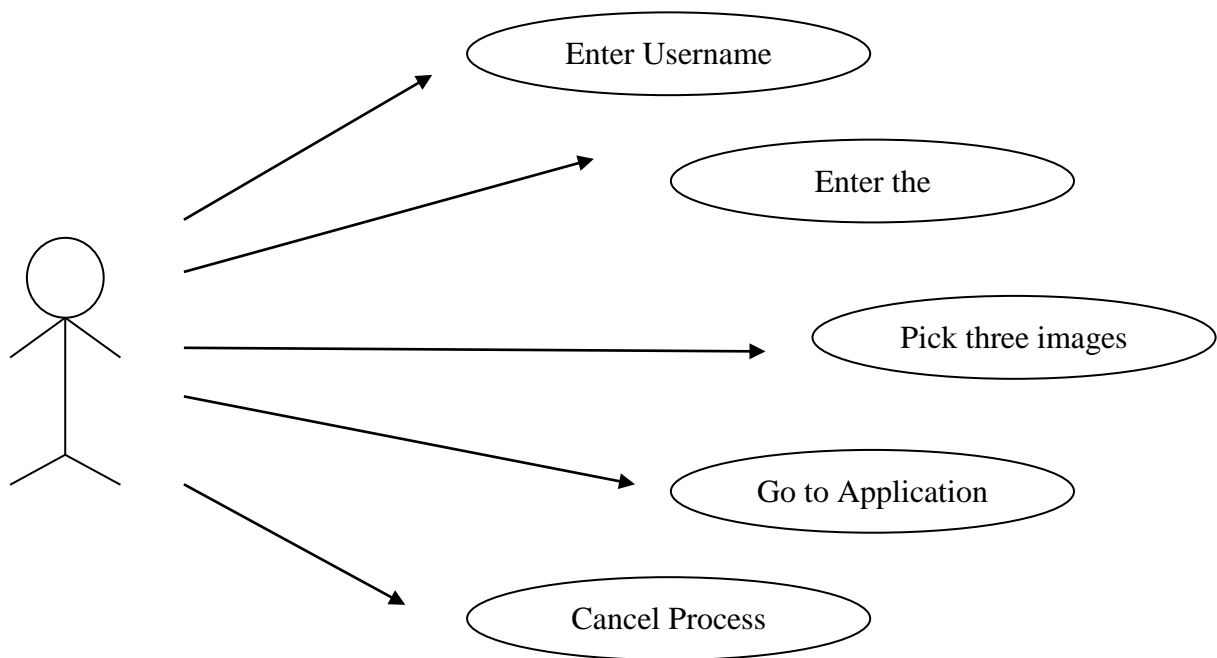 Enter Username
Enter the
Pick three images
Go to Application
Cancel Process